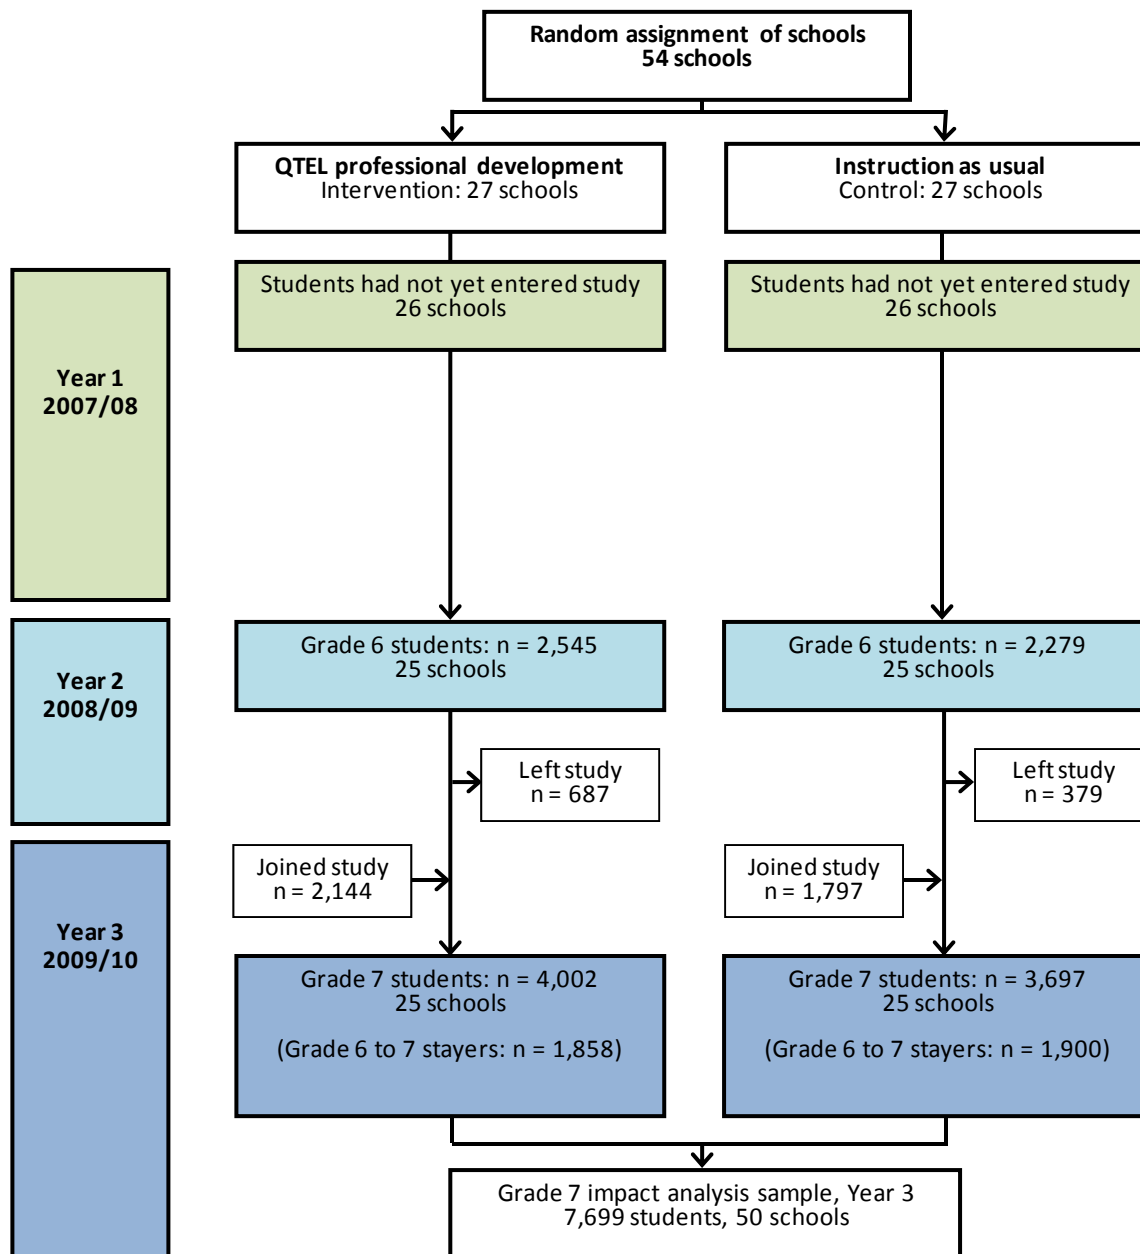 Random assignment of schools
54 schools
QTEL professional development
Intervention: 27 schools
Instruction as usual
Control: 27 schools
Year 1
2007/08
Students had not yet entered study
26 schools
Students had not yet entered study
26 schools
Year 2
2008/09
Grade 6 students: n = 2,545
25 schools
Grade 6 students: n = 2,279
25 schools
Left study
n = 687
Left study
n = 379
Joined study
n = 2,144
Joined study
n = 1,797
Year 3
2009/10
Grade 7 students: n = 4,002
25 schools
(Grade 6 to 7 stayers: n = 1,858)
Grade 7 students: n = 3,697
25 schools
(Grade 6 to 7 stayers: n = 1,900)
Grade 7 impact analysis sample, Year 3
7,699 students, 50 schools